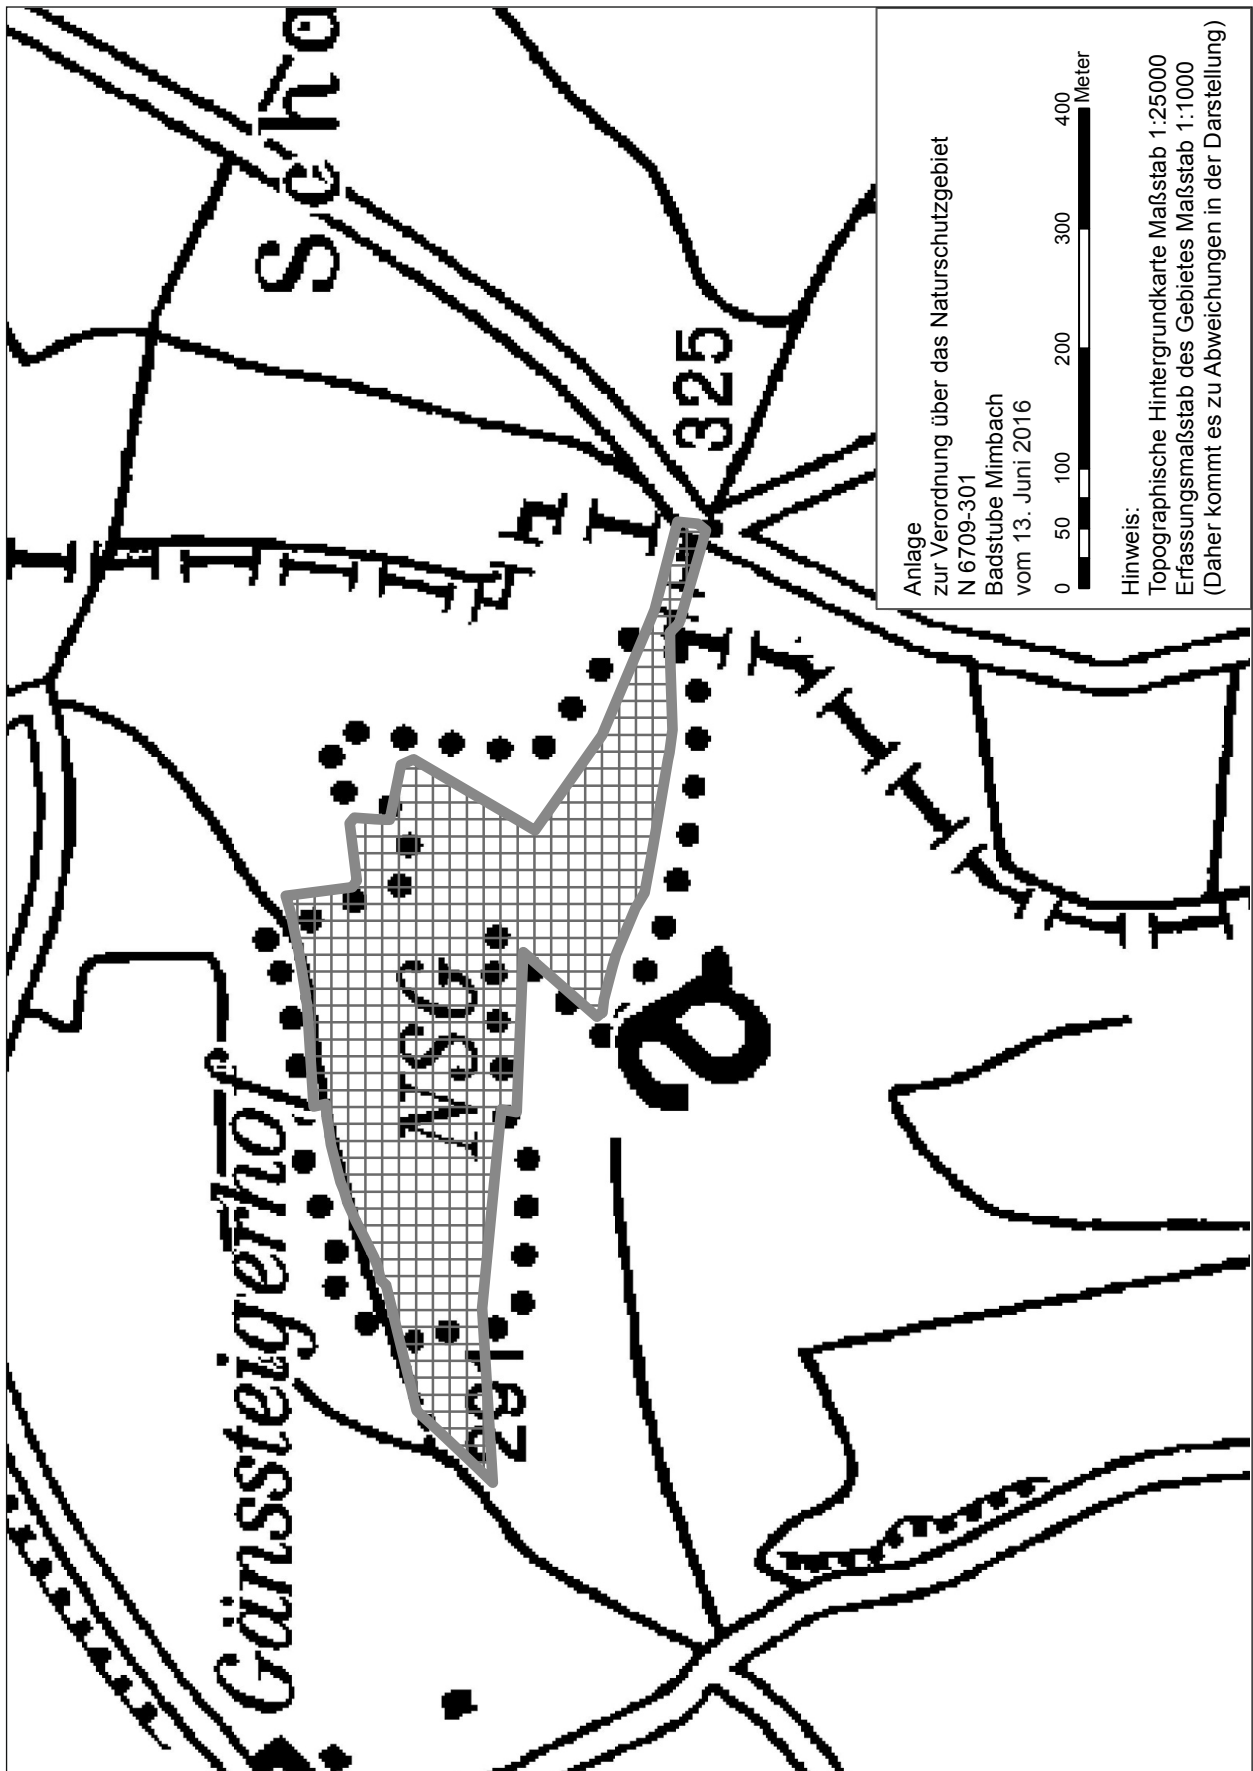 Gänssteigerhof
Scha
NSG
291
a
325
Anlage
zur Verordnung über das Naturschutzgebiet
N 6709-301
Badstube Mimbach
vom 13. Juni 2016
0 50 100 200 300 400
Meter
Hinweis:
Topographische Hintergrundkarte Maßstab 1:25000
Erfassungsmaßstab des Gebietes Maßstab 1:1000
(Daher kommt es zu Abweichungen in der Darstellung)